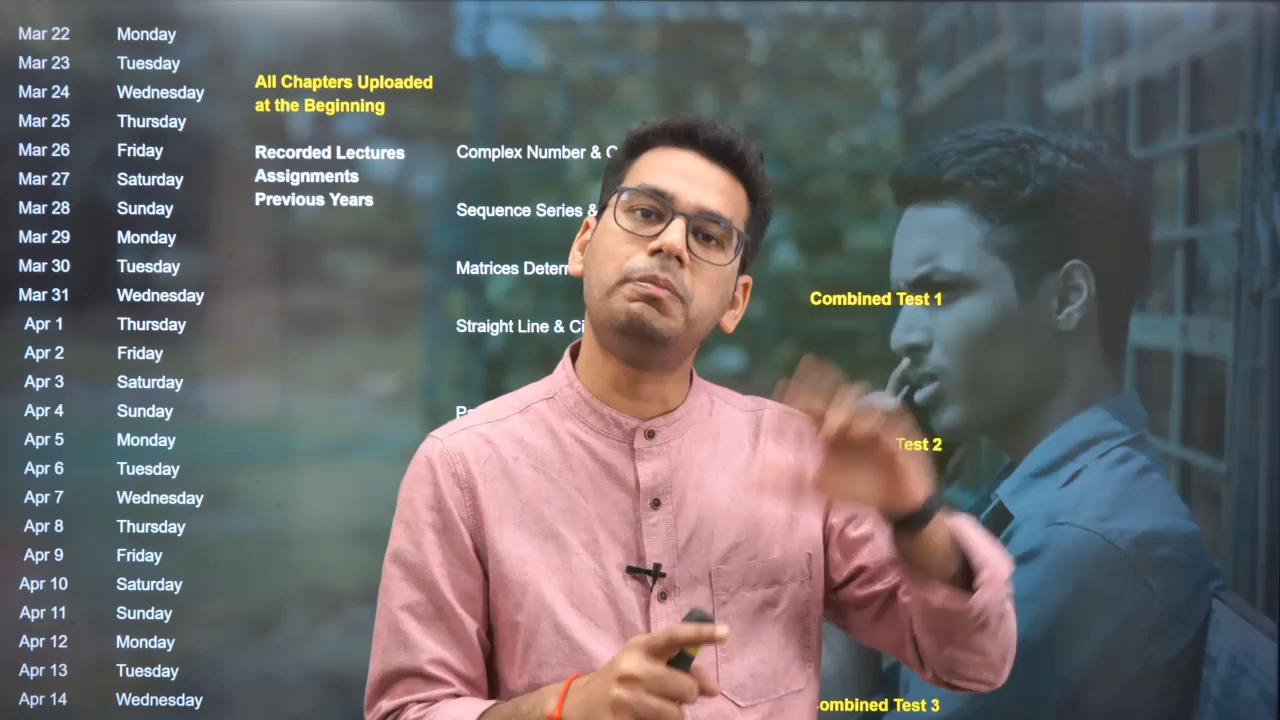 Mar 22 Monday
Mar 23 Tuesday
Mar 24 Wednesday
Mar 25 Thursday
Mar 26 Friday
Mar 27 Saturday
Mar 28 Sunday
Mar 29 Monday
Mar 30 Tuesday
Mar 31 Wednesday
Apr 1 Thursday
Apr 2 Friday
Apr 3 Saturday
Apr 4 Sunday
Apr 5 Monday
Apr 6 Tuesday
Apr 7 Wednesday
Apr 8 Thursday
Apr 9 Friday
Apr 10 Saturday
Apr 11 Sunday
Apr 12 Monday
Apr 13 Tuesday
Apr 14 Wednesday
All Chapters Uploaded
at the Beginning
Recorded Lectures
Assignments
Previous Years
Complex Number &
Sequence Series &
Matrices
Straight Line &
Combined Test 1
Test 2
Test 3